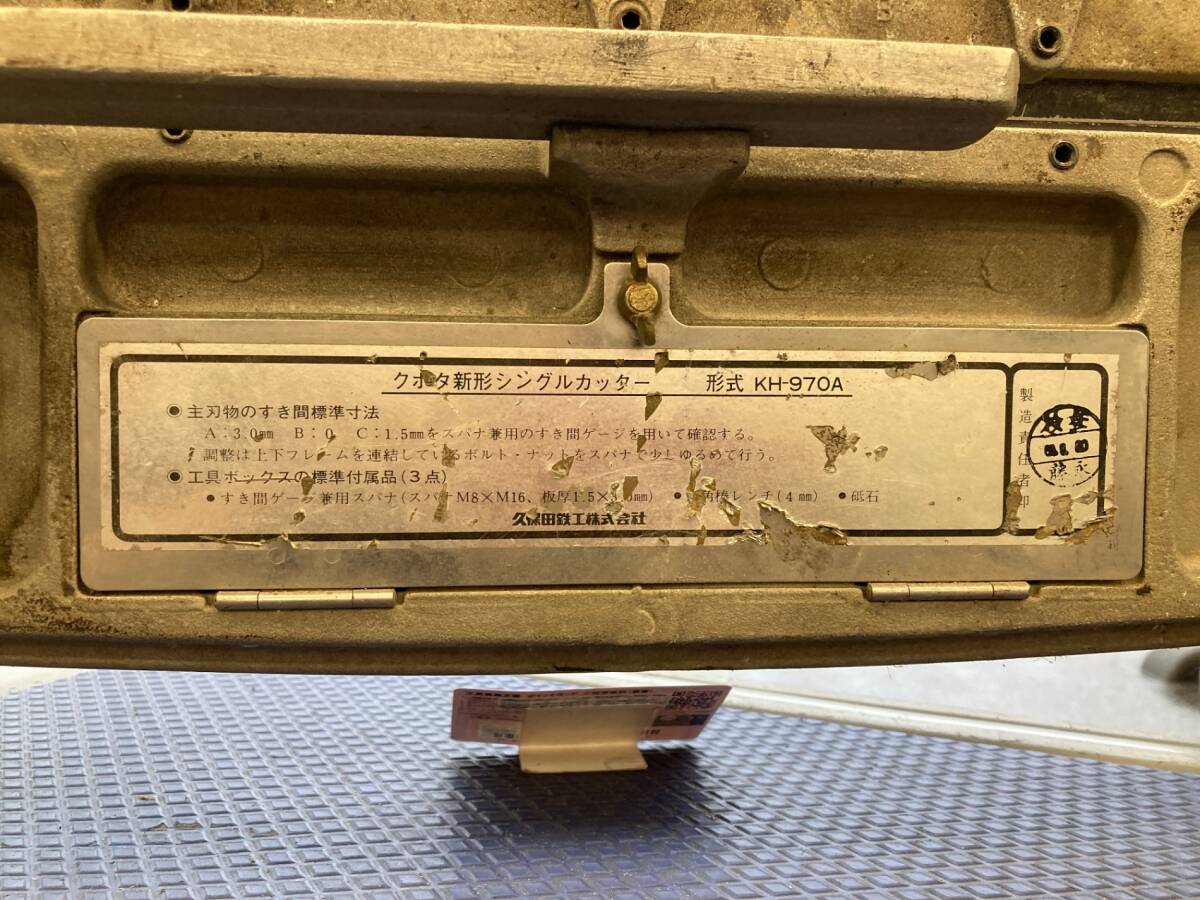 クボタ新形シングルカッター 形式 KH-970A
● 主刃物のすき間標準寸法
A:3.0mm B:0 C:1.5mmをスパナ兼用のすき間ゲージを用いて確認する。
調整は上下フレームを連結しているボルト・ナットをスパナで少しゆるめて行う。
● 工具ボックスの標準付属品(3点)
● すき間ゲージ兼用スパナ(スパナM8×M16、板厚1.5× mm) ● 角棒レンチ(4mm) ● 砥石
久保田鉄工株式会社
製造責任者印
藤永